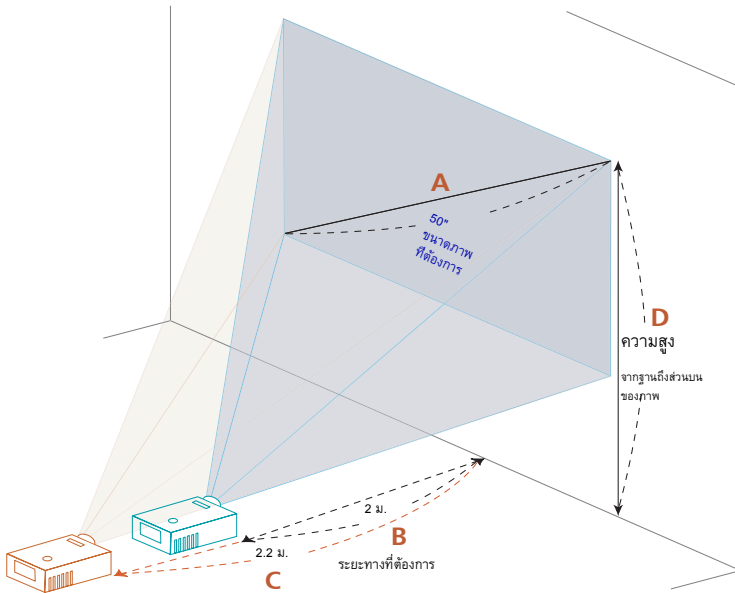 A
50"
ขนาดภาพ
ที่ต้องการ
D
ความสูง
จากฐานถึงส่วนบน
ของภาพ
2 ม.
B
2.2 ม.
ระยะทางที่ต้องการ
C